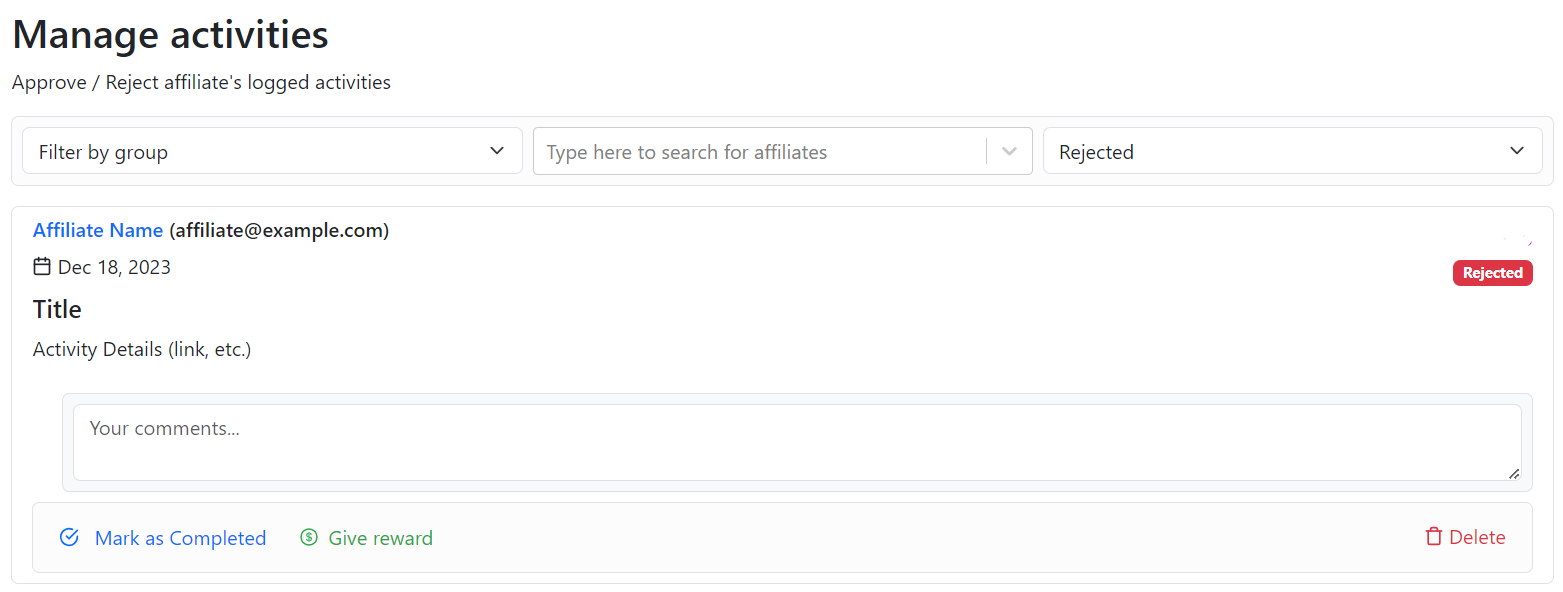 Manage activities
Approve / Reject affiliate's logged activities
Filter by group
Type here to search for affiliates
Rejected
Affiliate Name (affiliate@example.com)
Dec 18, 2023
Rejected
Title
Activity Details (link, etc.)
Your comments...
Mark as Completed
Give reward
Delete